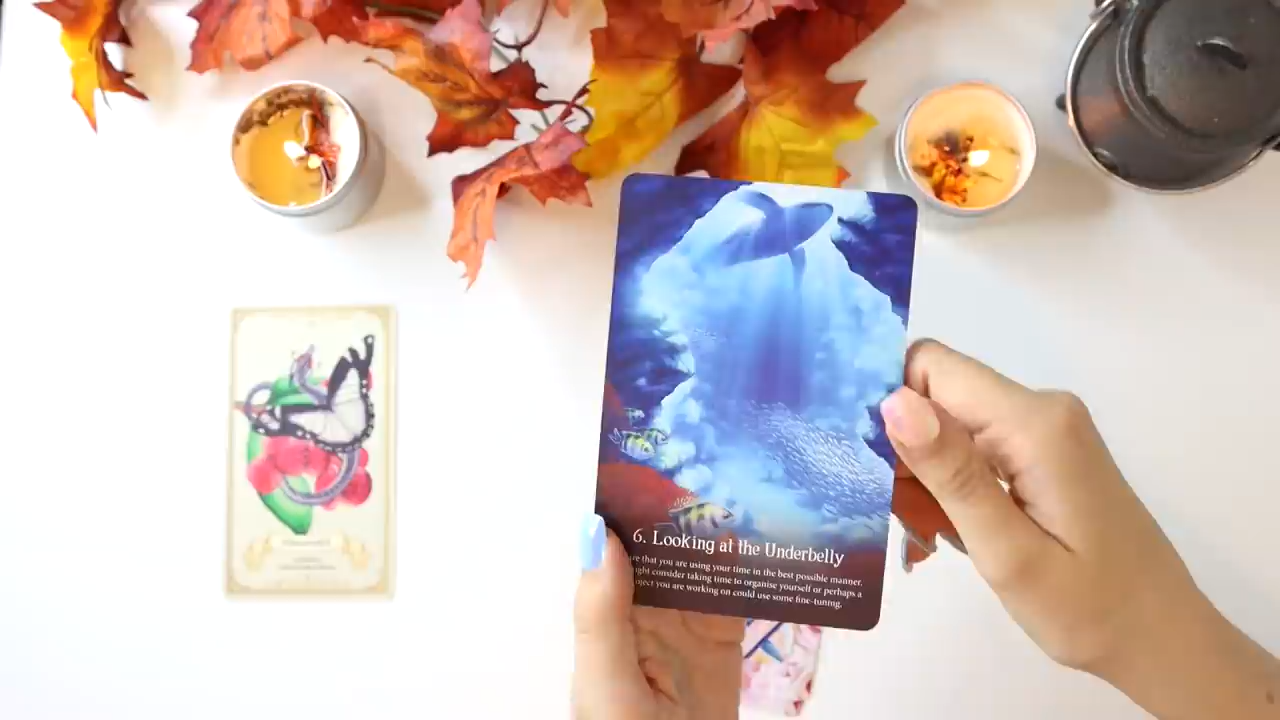 6. Looking at the Underbelly
re that you are using your time in the best possible manner.
ght consider taking time to organise yourself or perhaps a
oject you are working on could use some fine-tuning.